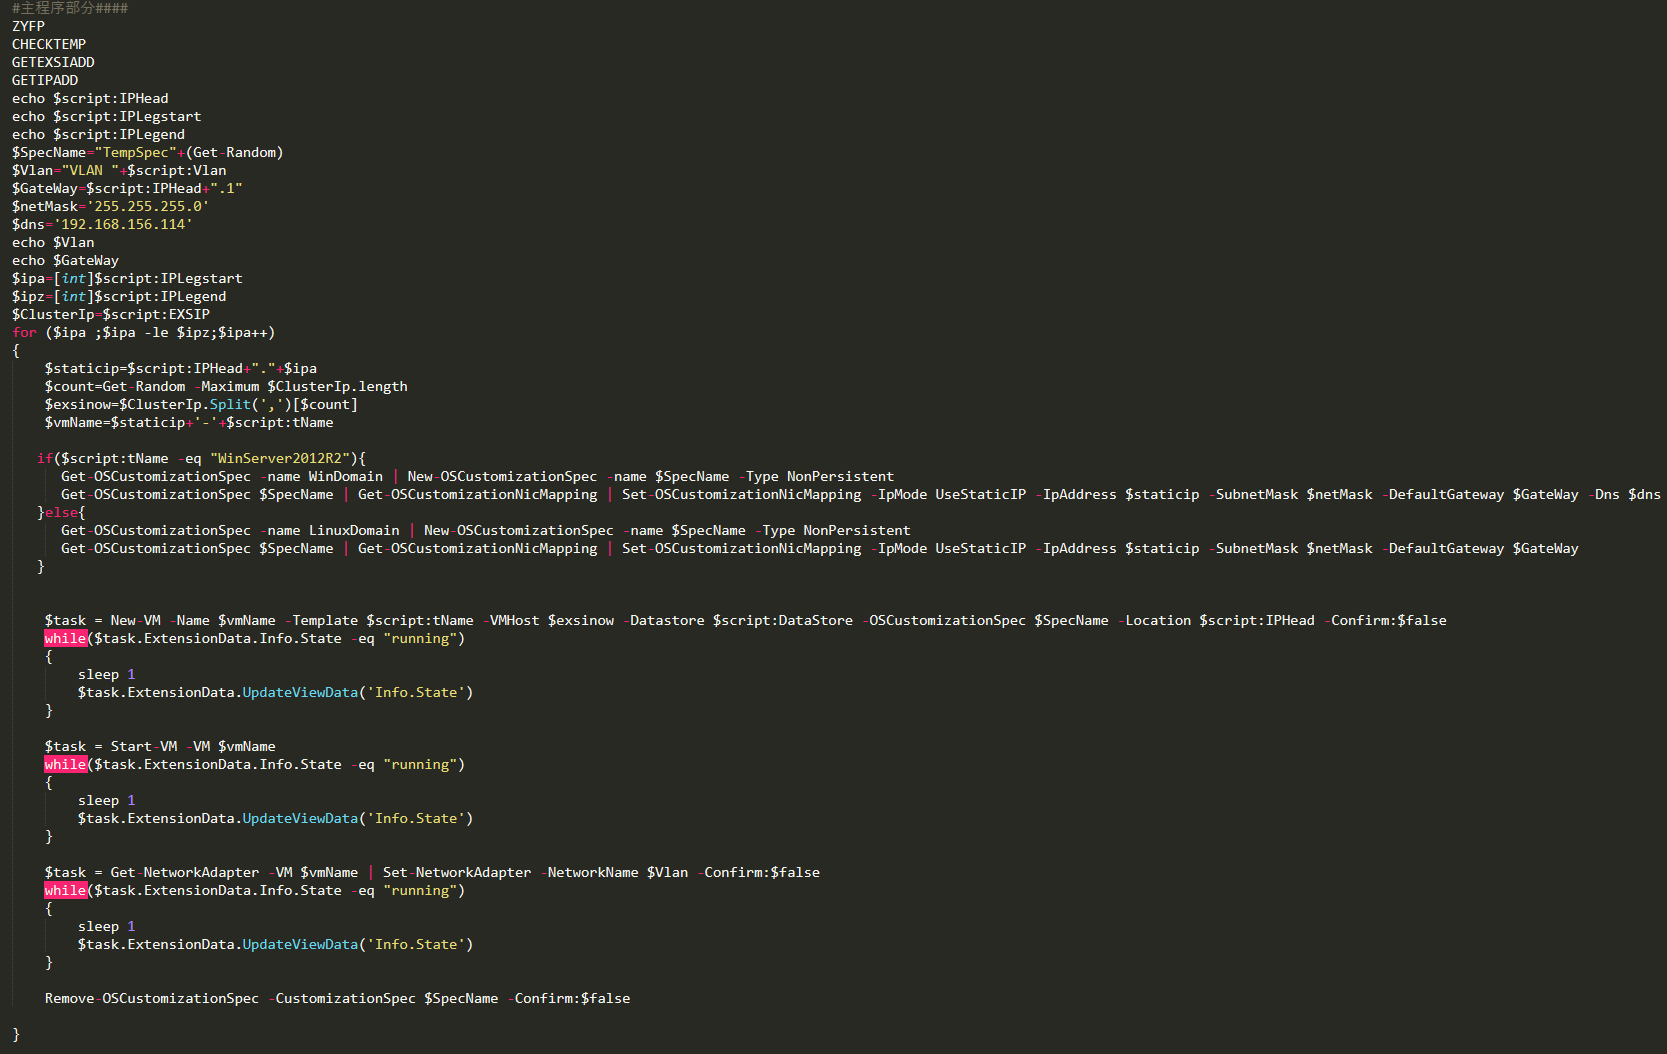 #主程序部分####
ZYFP
CHECKTEMP
GETEXSIADD
GETIPADD
echo $script:IPHead
echo $script:IPLegstart
echo $script:IPLegend
$SpecName="TempSpec"+(Get-Random)
$Vlan="VLAN "+$script:Vlan
$GateWay=$script:IPHead+".1"
$netMask='255.255.255.0'
$dns='192.168.156.114'
echo $Vlan
echo $GateWay
$ipa=[int]$script:IPLegstart
$ipz=[int]$script:IPLegend
$ClusterIp=$script:EXSIP
for ($ipa ;$ipa -le $ipz;$ipa++)
{
    $staticip=$script:IPHead+"."+$ipa
    $count=Get-Random -Maximum $ClusterIp.length
    $exsinow=$ClusterIp.Split(',')[$count]
    $vmName=$staticip+'-'+$script:tName
   if($script:tName -eq "WinServer2012R2"){
      Get-OSCustomizationSpec -name WinDomain | New-OSCustomizationSpec -name $SpecName -Type NonPersistent
      Get-OSCustomizationSpec $SpecName | Get-OSCustomizationNicMapping | Set-OSCustomizationNicMapping -IpMode UseStaticIP -IpAddress $staticip -SubnetMask $netMask -DefaultGateway $GateWay -Dns $dns
   }else{
      Get-OSCustomizationSpec -name LinuxDomain | New-OSCustomizationSpec -name $SpecName -Type NonPersistent
      Get-OSCustomizationSpec $SpecName | Get-OSCustomizationNicMapping | Set-OSCustomizationNicMapping -IpMode UseStaticIP -IpAddress $staticip -SubnetMask $netMask -DefaultGateway $GateWay
   }
    $task = New-VM -Name $vmName -Template $script:tName -VMHost $exsinow -Datastore $script:DataStore -OSCustomizationSpec $SpecName -Location $script:IPHead -Confirm:$false
    while($task.ExtensionData.Info.State -eq "running")
    {
        sleep 1
        $task.ExtensionData.UpdateViewData('Info.State')
    }
    $task = Start-VM -VM $vmName
    while($task.ExtensionData.Info.State -eq "running")
    {
        sleep 1
        $task.ExtensionData.UpdateViewData('Info.State')
    }
    $task = Get-NetworkAdapter -VM $vmName | Set-NetworkAdapter -NetworkName $Vlan -Confirm:$false
    while($task.ExtensionData.Info.State -eq "running")
    {
        sleep 1
        $task.ExtensionData.UpdateViewData('Info.State')
    }
    Remove-OSCustomizationSpec -CustomizationSpec $SpecName -Confirm:$false
}